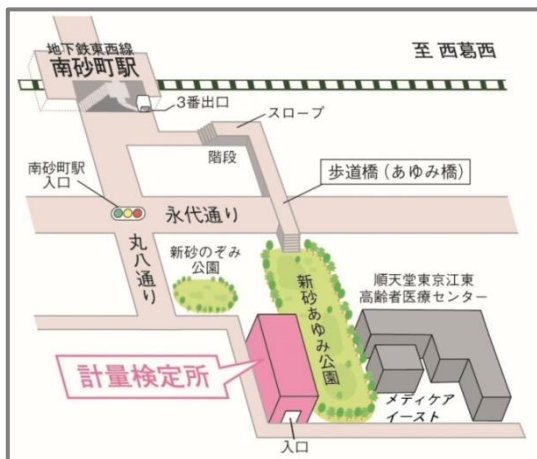 地下鉄東西線
南砂町駅
至 西葛西
3番出口
スロープ
階段
歩道橋（あゆみ橋）
南砂町駅
入口
永代通り
丸八通り
新砂のぞみ
公園
新砂あゆみ公園
順天堂東京江東
高齢者医療センター
計量検定所
メディケア
イースト
入口